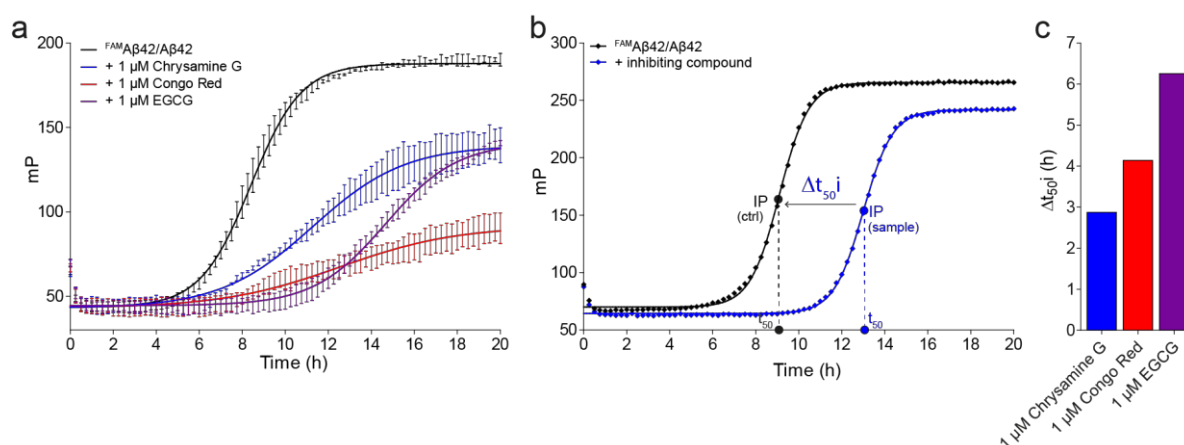 a
200
150
100
50
mP
0 2 4 6 8 10 12 14 16 18 20
Time (h)
FAMAβ42/Aβ42
+ 1 µM Chrysamine G
+ 1 µM Congo Red
+ 1 µM EGCG
b
300
250
200
150
100
50
mP
0 2 4 6 8 10 12 14 16 18 20
Time (h)
FAMAβ42/Aβ42
+ inhibiting compound
IP
(ctrl)
Δt50i
IP
(sample)
t50
t50
c
7
6
5
4
3
2
1
0
Δt50i (h)
1 µM Chrysamine G
1 µM Congo Red
1 µM EGCG